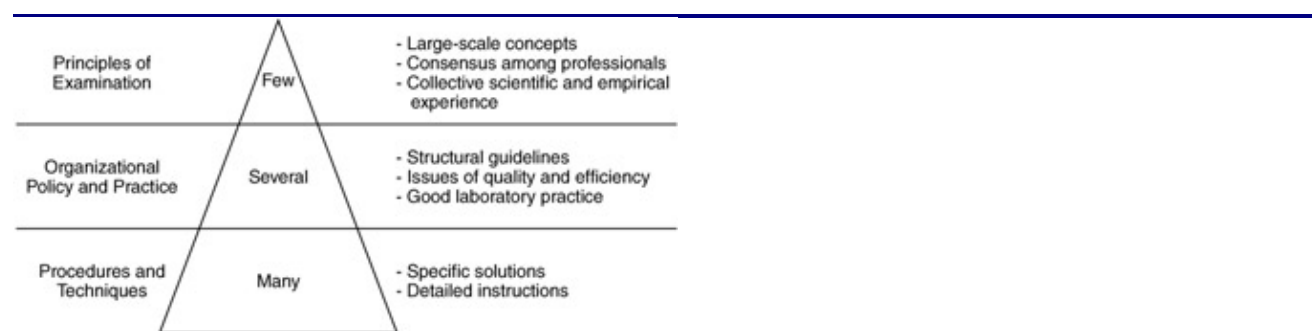 Principles of
Examination
Few
- Large-scale concepts
- Consensus among professionals
- Collective scientific and empirical
experience
Organizational
Policy and Practice
Several
- Structural guidelines
- Issues of quality and efficiency
- Good laboratory practice
Procedures and
Techniques
Many
- Specific solutions
- Detailed instructions